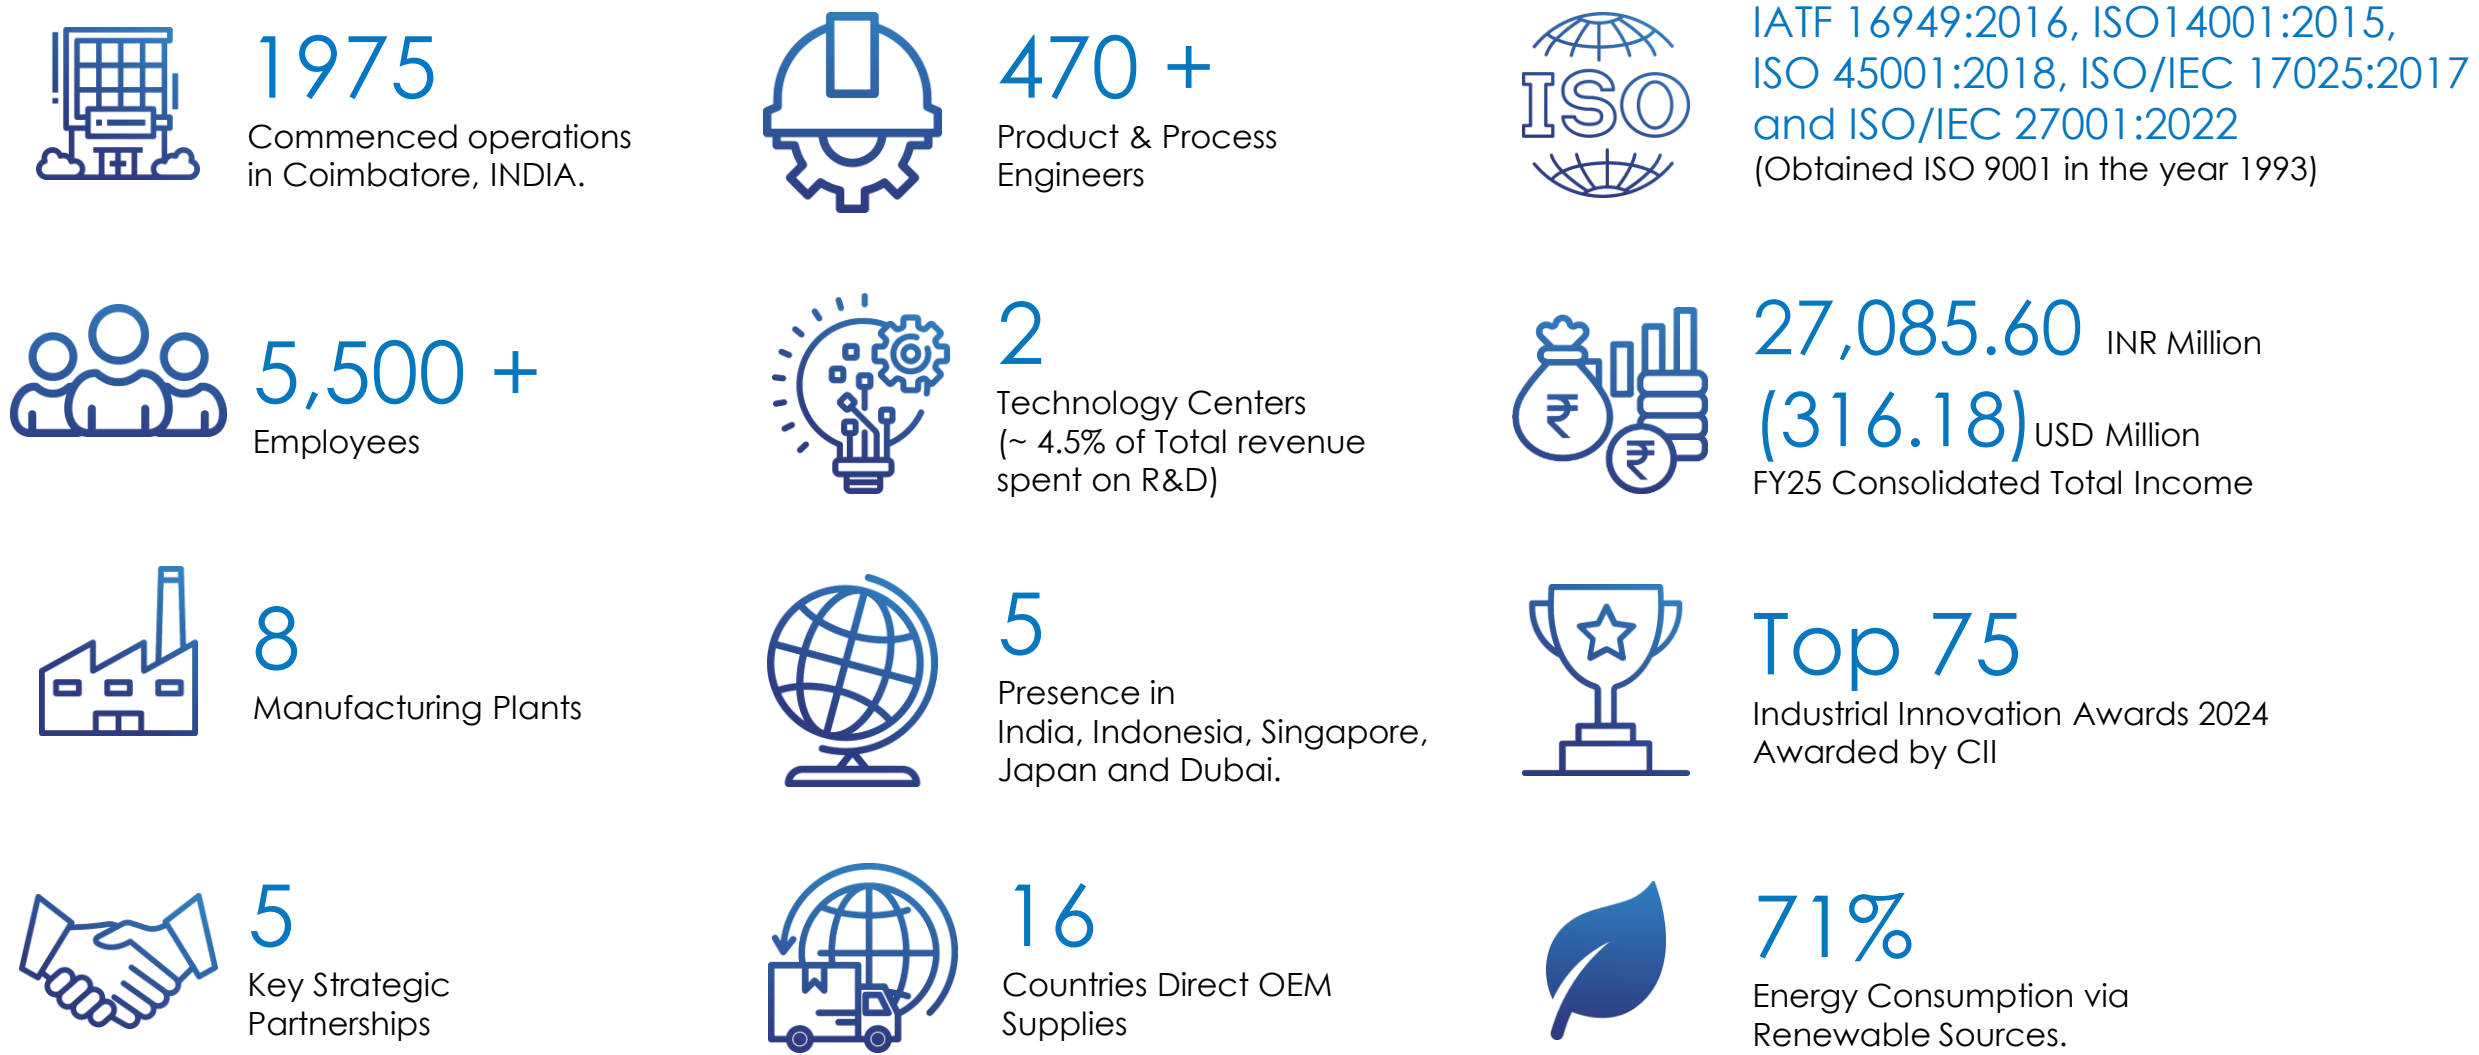 1975
Commenced operations
in Coimbatore, INDIA.
470 +
Product & Process
Engineers
ISO
IATF 16949:2016, ISO14001:2015,
ISO 45001:2018, ISO/IEC 17025:2017
and ISO/IEC 27001:2022
(Obtained ISO 9001 in the year 1993)
5,500 +
Employees
2
Technology Centers
(~ 4.5% of Total revenue
spent on R&D)
₹
₹
27,085.60 INR Million
(316.18) USD Million
FY25 Consolidated Total Income
8
Manufacturing Plants
5
Presence in
India, Indonesia, Singapore,
Japan and Dubai.
Top 75
Industrial Innovation Awards 2024
Awarded by CII
5
Key Strategic
Partnerships
16
Countries Direct OEM
Supplies
71%
Energy Consumption via
Renewable Sources.